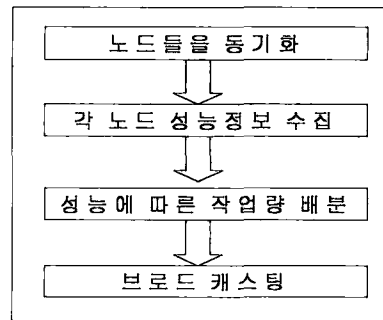 노드들을 동기화
각 노드 성능정보 수집
성능에 따른 작업량 배분
브로드 캐스팅